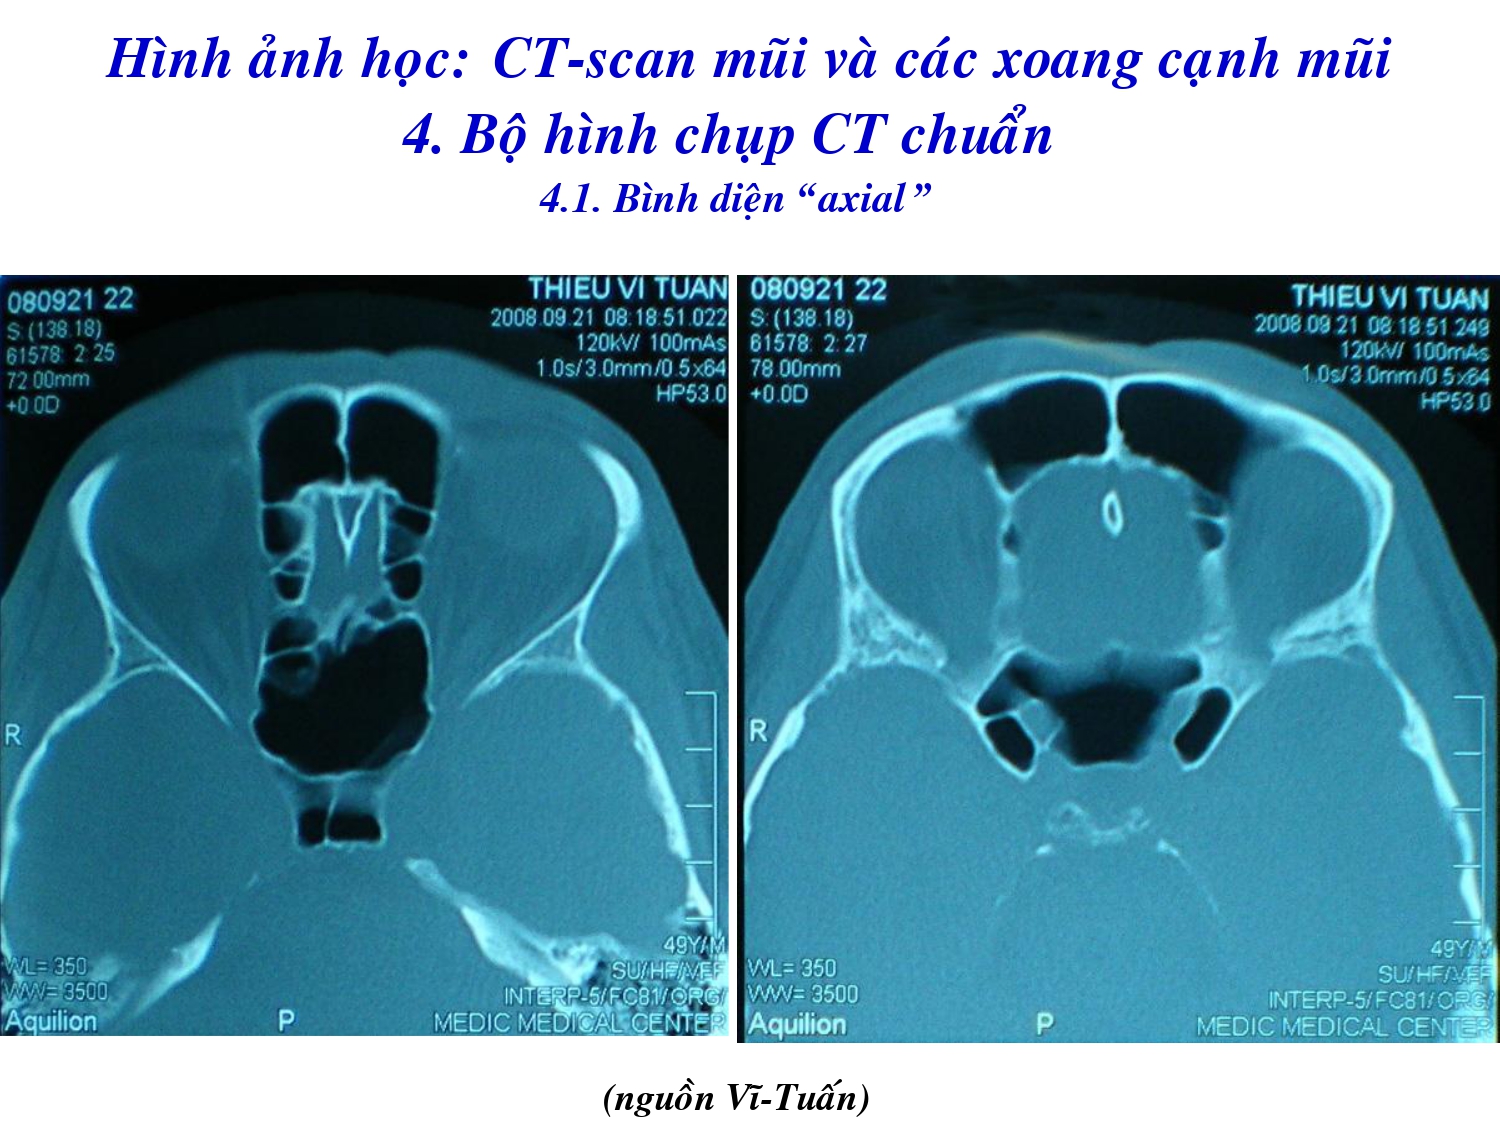 Hình ảnh học: CT-scan mũi và các xoang cạnh mũi
4. Bộ hình chụp CT chuẩn
4.1. Bình diện “axial”
080921 22
S: (138.18)
61578: 2: 25
72.00mm
+0.0D
THIEU VI TUAN
2008.09.21 08:18:51.022
120kV/ 100mAs
1.0s/3.0mm/0.5x64
HP53.0
R
WL= 350
WW= 3500
Aquilion
P
49Y/M
SU/HF/VFF
INTERP-5/FC81/ORG/
MEDIC MEDICAL CENTER
080921 22
S: (138.18)
61578: 2: 27
78.00mm
+0.0D
THIEU VI TUAN
2008.09.21 08:18:51.249
120kV/ 100mAs
1.0s/3.0mm/0.5x64
HP53.0
R
WL= 350
WW= 3500
Aquilion
P
49Y/M
SU/HF/VFF
INTERP-5/FC81/ORG/
MEDIC MEDICAL CENTER
(nguồn Vĩ-Tuấn)